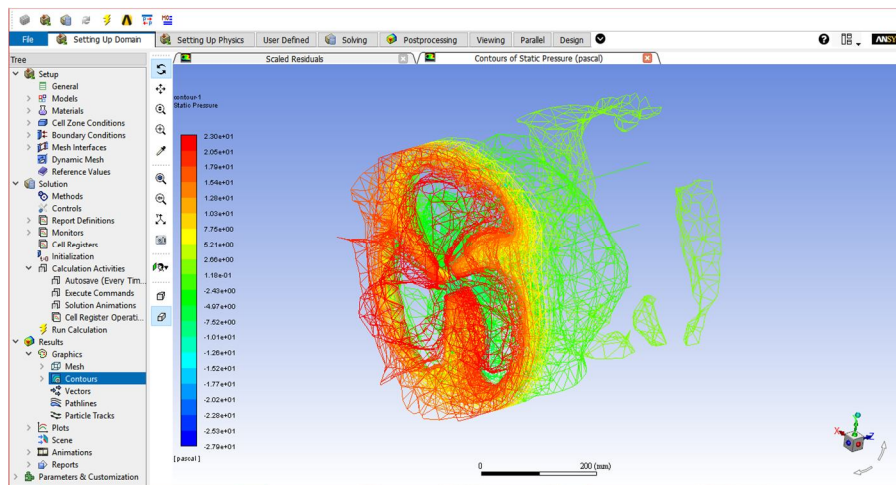 File
Setting Up Domain
Setting Up Physics
User Defined
Solving
Postprocessing
Viewing
Parallel
Design
ANSY
Tree
Setup
General
Models
Materials
Cell Zone Conditions
Boundary Conditions
Mesh Interfaces
Dynamic Mesh
Reference Values
Solution
Methods
Controls
Report Definitions
Monitors
Cell Registers
Initialization
Calculation Activities
Autosave (Every Tim...
Execute Commands
Solution Animations
Cell Register Operati...
Run Calculation
Results
Graphics
Mesh
Contours
Vectors
Pathlines
Particle Tracks
Plots
Scene
Animations
Reports
Parameters & Customization
Scaled Residuals
Contours of Static Pressure (pascal)
contour-1
Static Pressure
2.30e+01
2.05e+01
1.79e+01
1.54e+01
1.28e+01
1.03e+01
7.75e+00
5.21e+00
2.66e+00
1.18e-01
-2.43e+00
-4.97e+00
-7.52e+00
-1.01e+01
-1.26e+01
-1.52e+01
-1.77e+01
-2.02e+01
-2.28e+01
-2.53e+01
-2.79e+01
[pascal]
0
200 (mm)
X
Z